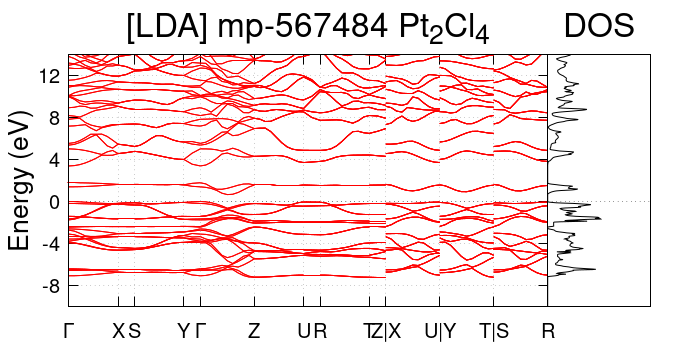 [LDA] mp-567484 Pt₂Cl₄ DOS
Energy (eV)
12
8
4
0
-4
-8
Γ X S Y Γ Z U R T Z|X U|Y T|S R